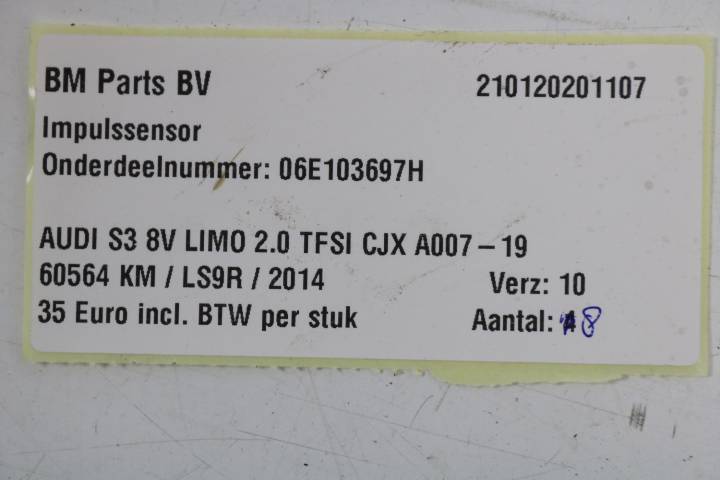 BM Parts BV 210120201107
Impulssensor
Onderdeelnummer: 06E103697H
AUDI S3 8V LIMO 2.0 TFSI CJX A007 – 19
60564 KM / LS9R / 2014 Verz: 10
35 Euro incl. BTW per stuk Aantal: 8